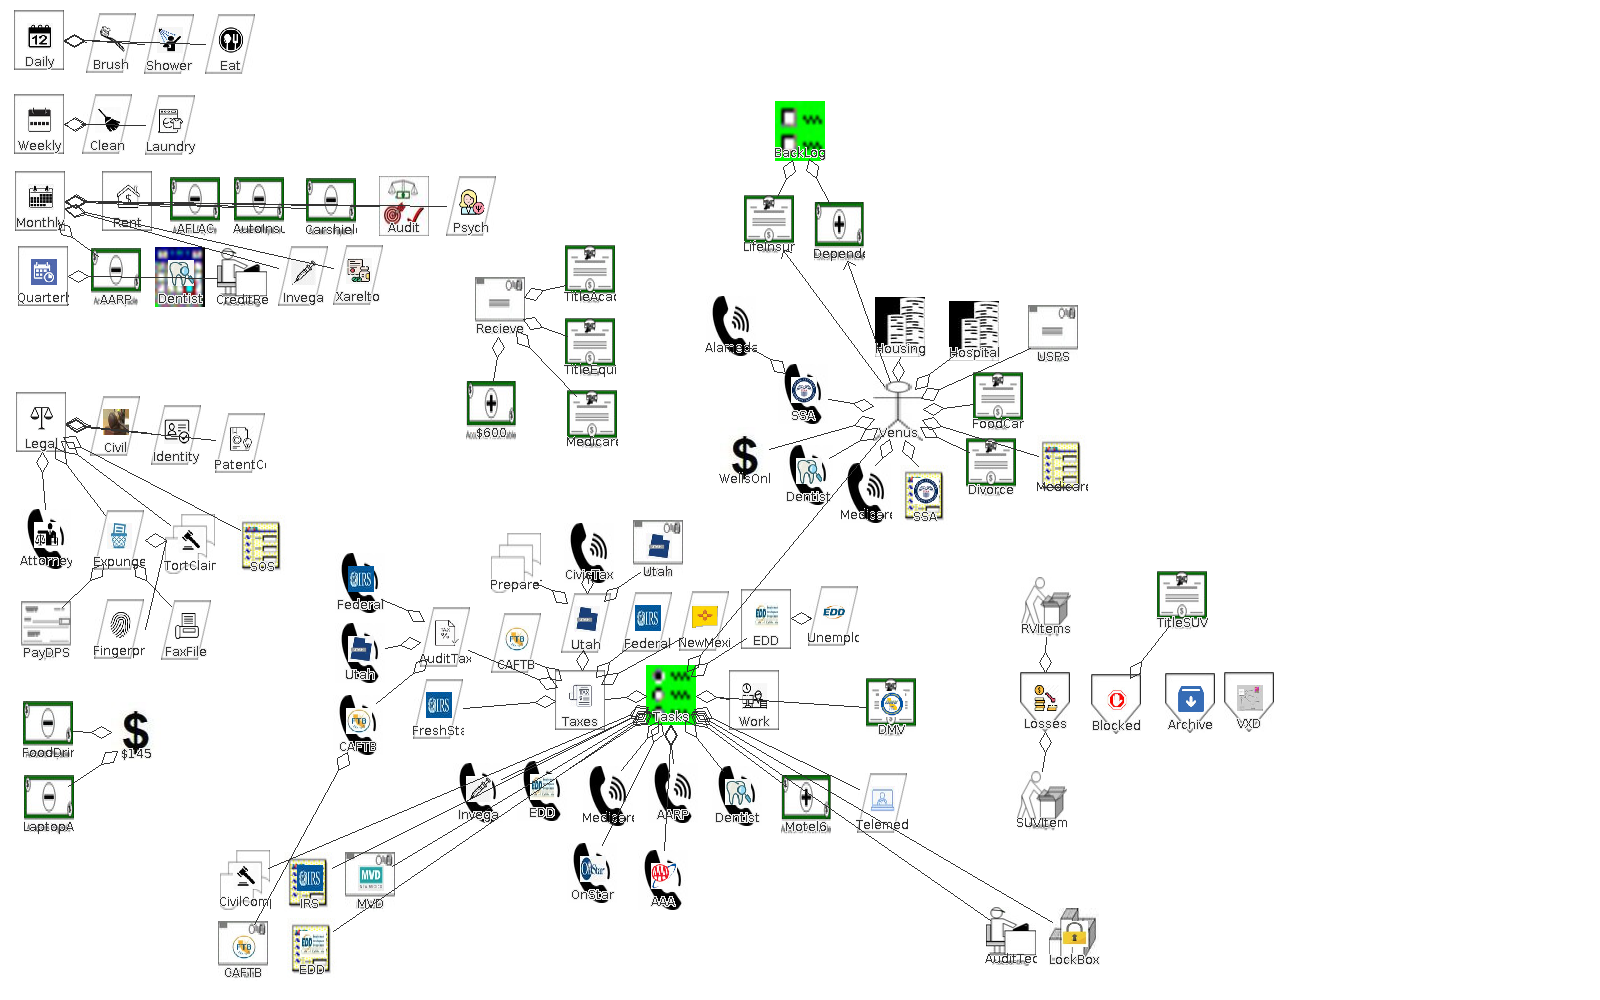 Daily
Brush
Shower
Eat
Weekly
Clean
Laundry
Monthly
Rent
AFLAC
AutoInsu
Carshiel
Audit
Psych
Quarterl
AARP
Dentist
CreditRe
Invega
Xarelto
BackLog
LifeInsur
Depende
Recieve
TitleAcad
TitleEqui
$600
Medicare
Alameda
Housing
Hospital
USPS
SSA
Venus
FoodCar
WellsOnl
Dentist
Medicare
SSA
Divorce
Medicare
Legal
Civil
Identity
PatentCo
Attorney
Expunge
TortClair
SOS
PayDPS
Fingerpr
FaxFile
Prepare
CivicTax
Utah
Federal
Utah
CAFTB
AuditTax
CAFTB
Utah
Federal
NewMexi
EDD
Unemplo
FreshSta
Taxes
Tasks
Work
DMV
RVItems
TitleSUV
Losses
Blocked
Archive
VXD
SUVItem
FoodDrin
$145
LaptopA
Invega
EDD
Medicare
AARP
Dentist
Motel6
Telemed
OnStar
AAA
CivilComp
IRS
MVD
CAFTB
EDD
AuditTec
LockBox